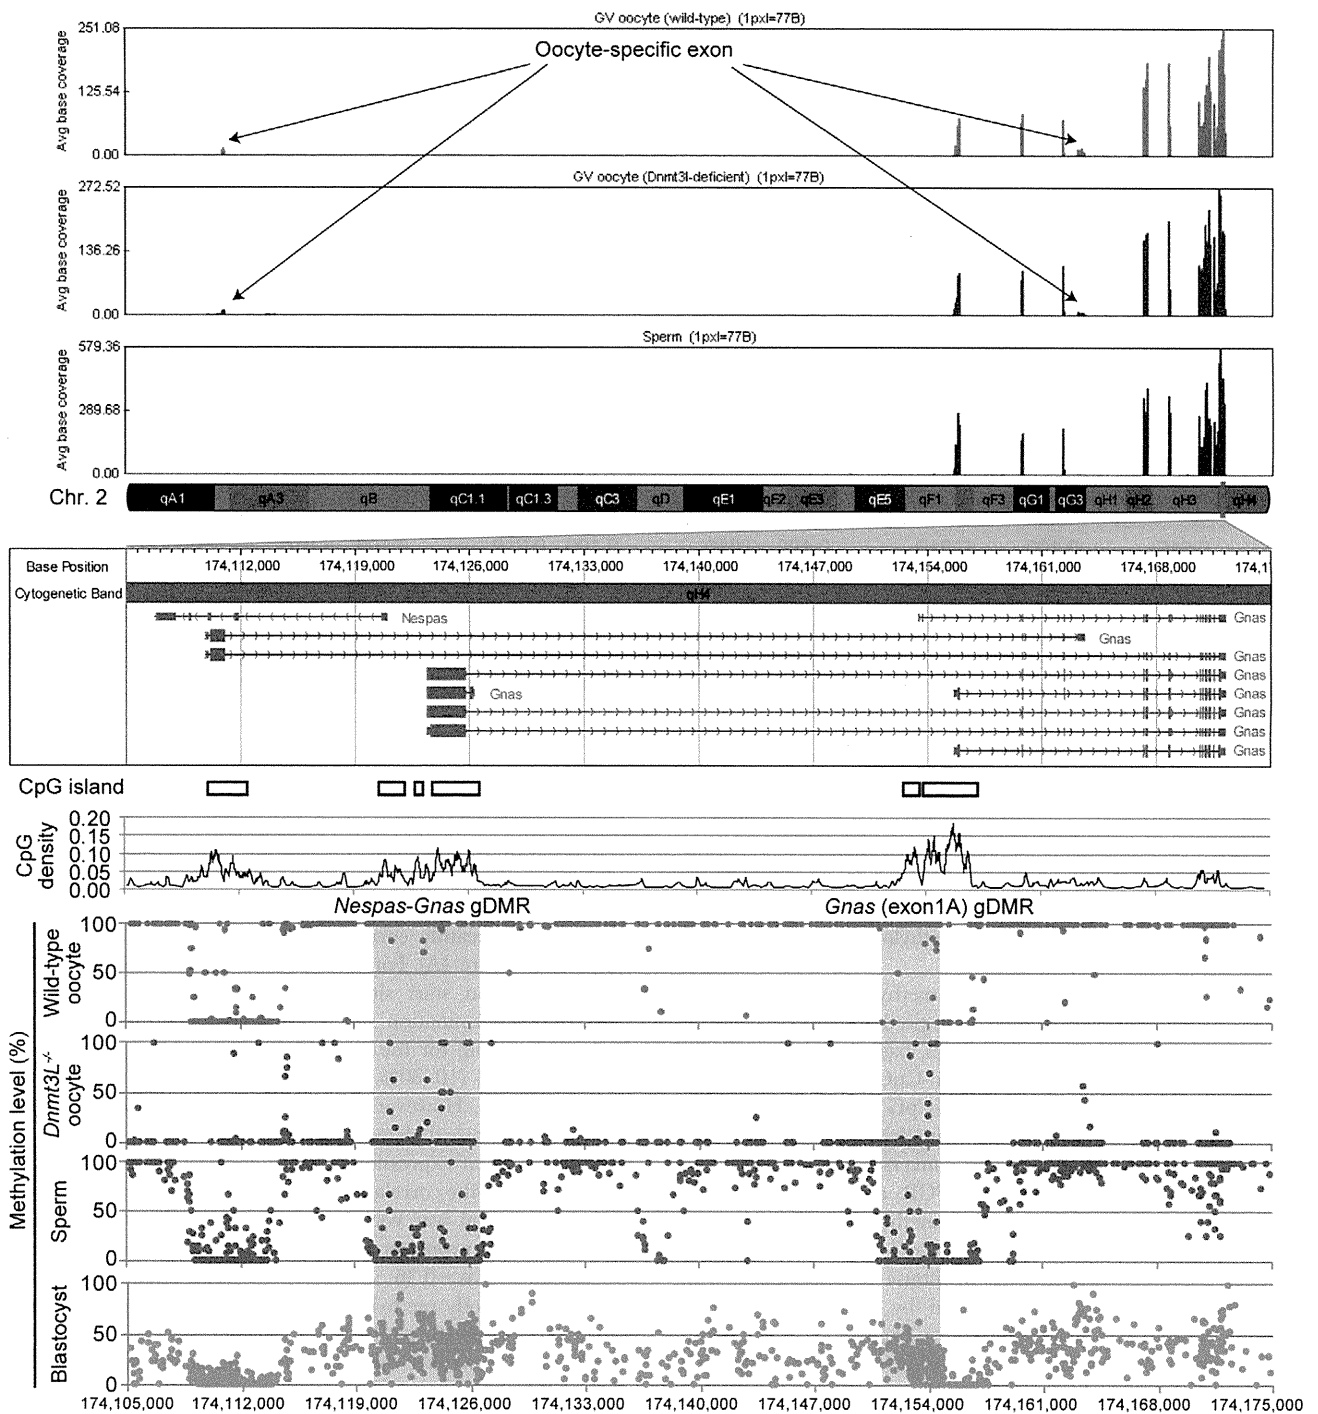 GV oocyte (wild-type) (1pxl=77B)
251.08
125.54
0.00
Avg base coverage
Oocyte-specific exon
GV oocyte (Dnmt3l-deficient) (1pxl=77B)
272.52
136.26
0.00
Avg base coverage
Sperm (1pxl=77B)
579.36
289.68
0.00
Avg base coverage
Chr. 2 qA1 qA3 qB qC1.1 qC1.3 qC3 qD qE1 qE2 qE3 qE5 qF1 qF3 qG1 qG3 qH1 qH2 qH3 qH4
Base Position 174,112,000 174,119,000 174,126,000 174,133,000 174,140,000 174,147,000 174,154,000 174,161,000 174,168,000 174,1
Cytogenetic Band qH4
Nespas Gnas
Gnas
Gnas
Gnas
Gnas Gnas
Gnas
Gnas
Gnas
CpG island
CpG density
0.20
0.15
0.10
0.05
0.00
Nespas-Gnas gDMR Gnas (exon1A) gDMR
Methylation level (%)
Wild-type oocyte
100
50
0
Dnmt3L-/- oocyte
100
50
0
Sperm
100
50
0
Blastocyst
100
50
0
174,105,000 174,112,000 174,119,000 174,126,000 174,133,000 174,140,000 174,147,000 174,154,000 174,161,000 174,168,000 174,175,000